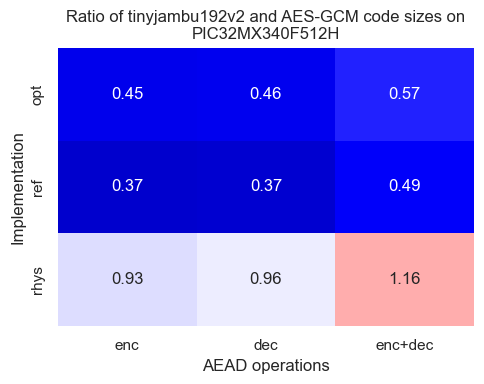 Ratio of tinyjambu192v2 and AES-GCM code sizes on
PIC32MX340F512H
Implementation
opt
0.45 0.46 0.57
ref
0.37 0.37 0.49
rhys
0.93 0.96 1.16
enc dec enc+dec
AEAD operations